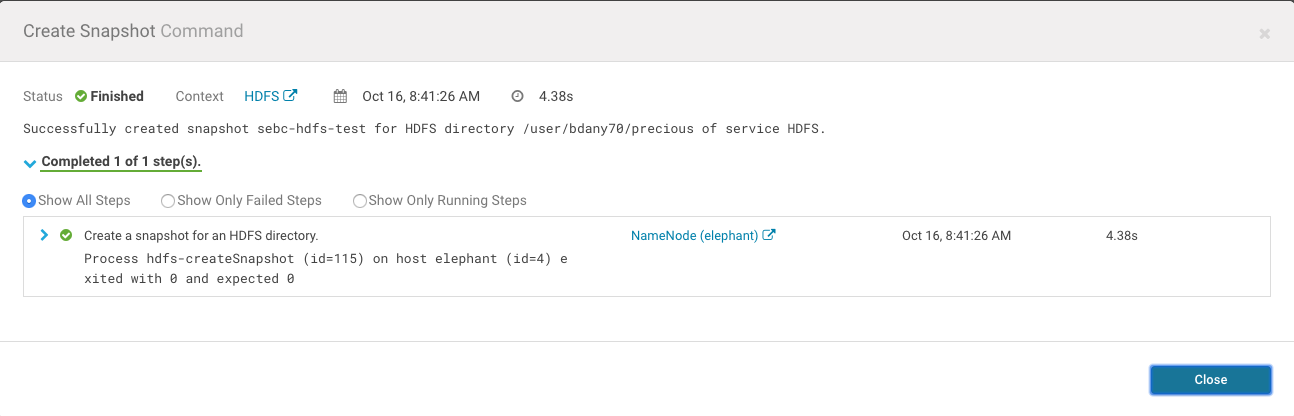 Create Snapshot Command
Status Finished Context HDFS Oct 16, 8:41:26 AM 4.38s
Successfully created snapshot sebc-hdfs-test for HDFS directory /user/bdany70/precious of service HDFS.
Completed 1 of 1 step(s).
Show All Steps Show Only Failed Steps Show Only Running Steps
Create a snapshot for an HDFS directory. NameNode (elephant) Oct 16, 8:41:26 AM 4.38s
Process hdfs-createSnapshot (id=115) on host elephant (id=4) e
xited with 0 and expected 0
Close